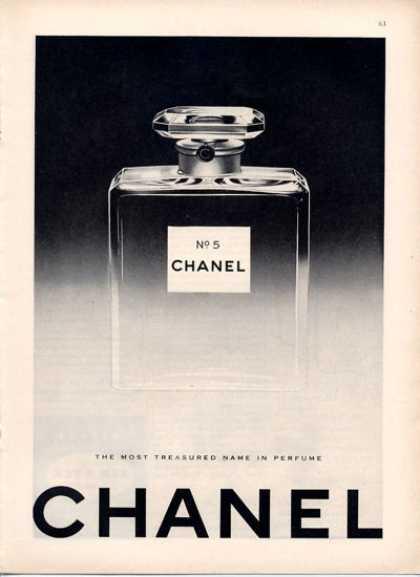 63
Nº 5
CHANEL
THE MOST TREASURED NAME IN PERFUME
CHANEL